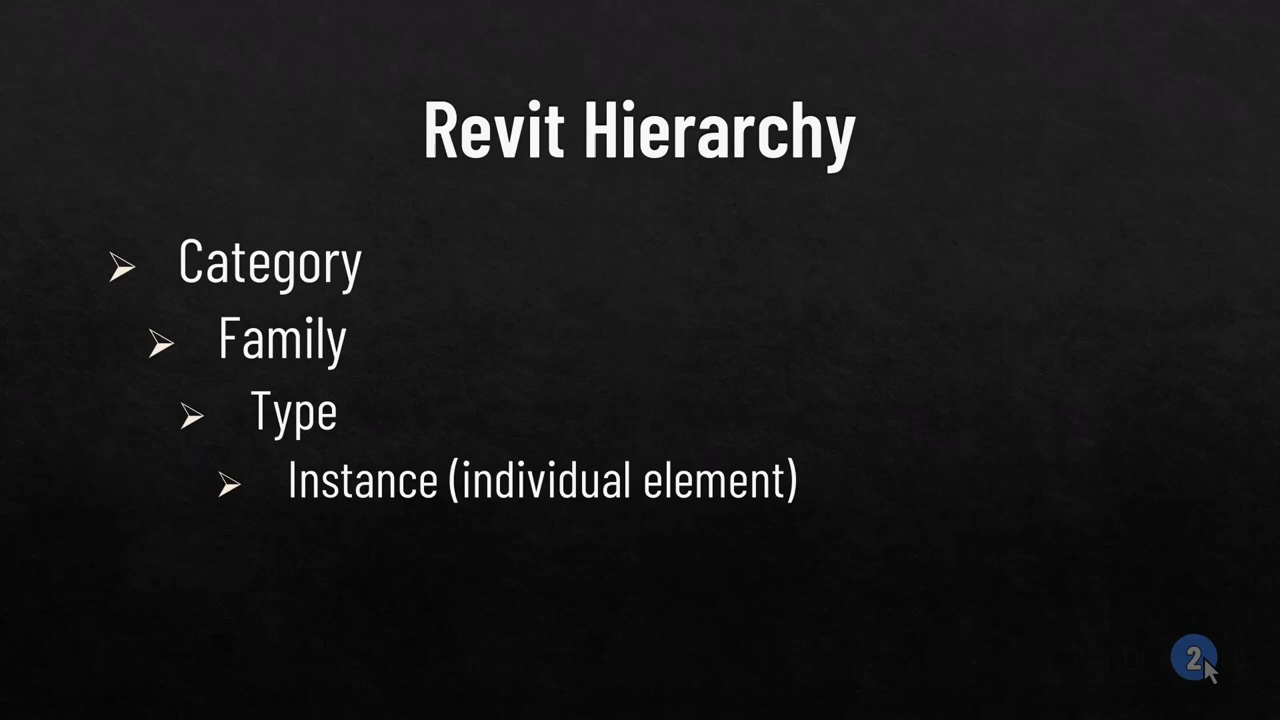 Revit Hierarchy
Category
Family
Type
Instance (individual element)
2